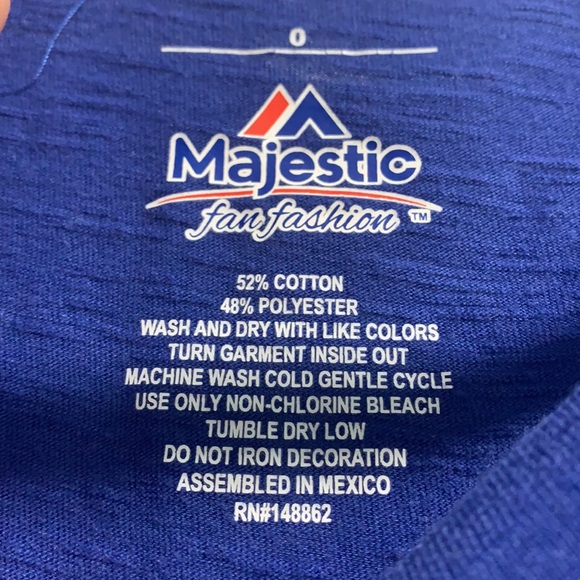 0
Majestic
fan fashion ™
52% COTTON
48% POLYESTER
WASH AND DRY WITH LIKE COLORS
TURN GARMENT INSIDE OUT
MACHINE WASH COLD GENTLE CYCLE
USE ONLY NON-CHLORINE BLEACH
TUMBLE DRY LOW
DO NOT IRON DECORATION
ASSEMBLED IN MEXICO
RN#148862